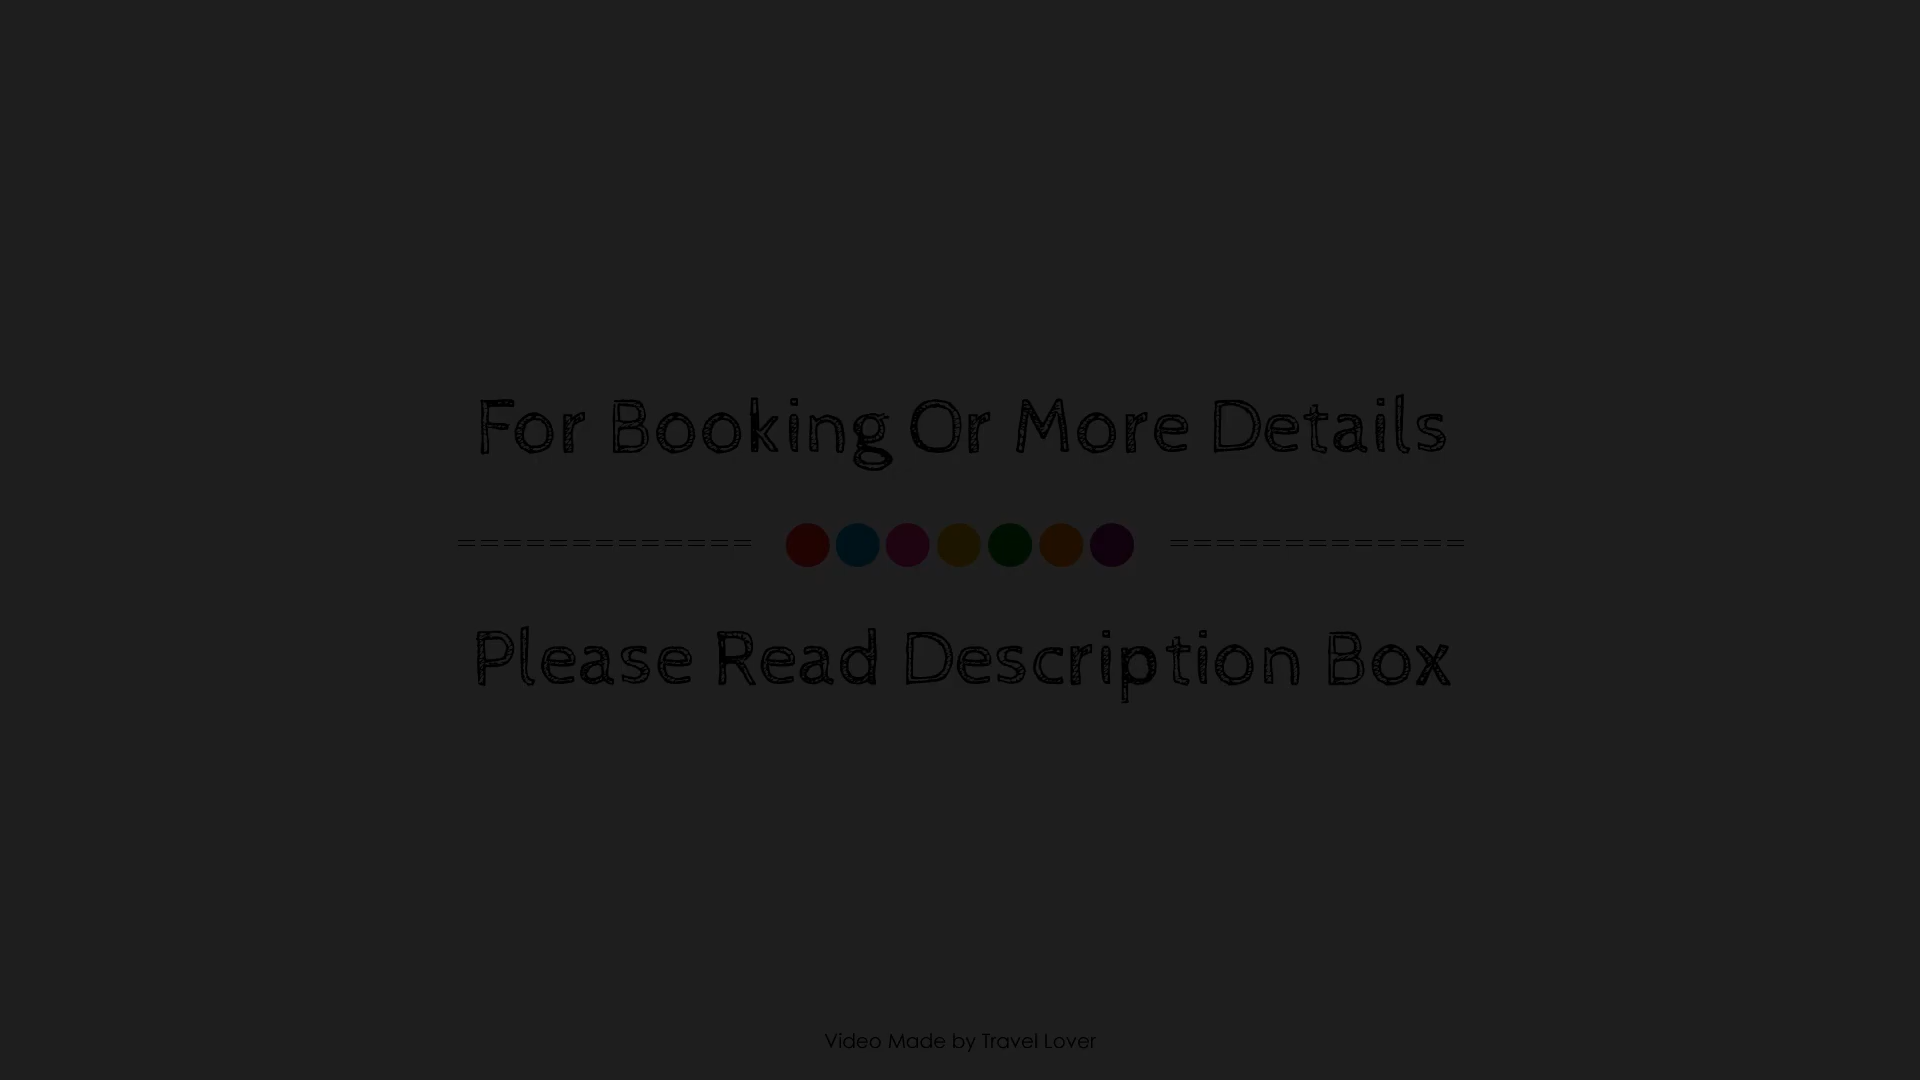 For Booking Or More Details
============= =============
Please Read Description Box
Video Made by Travel Lover